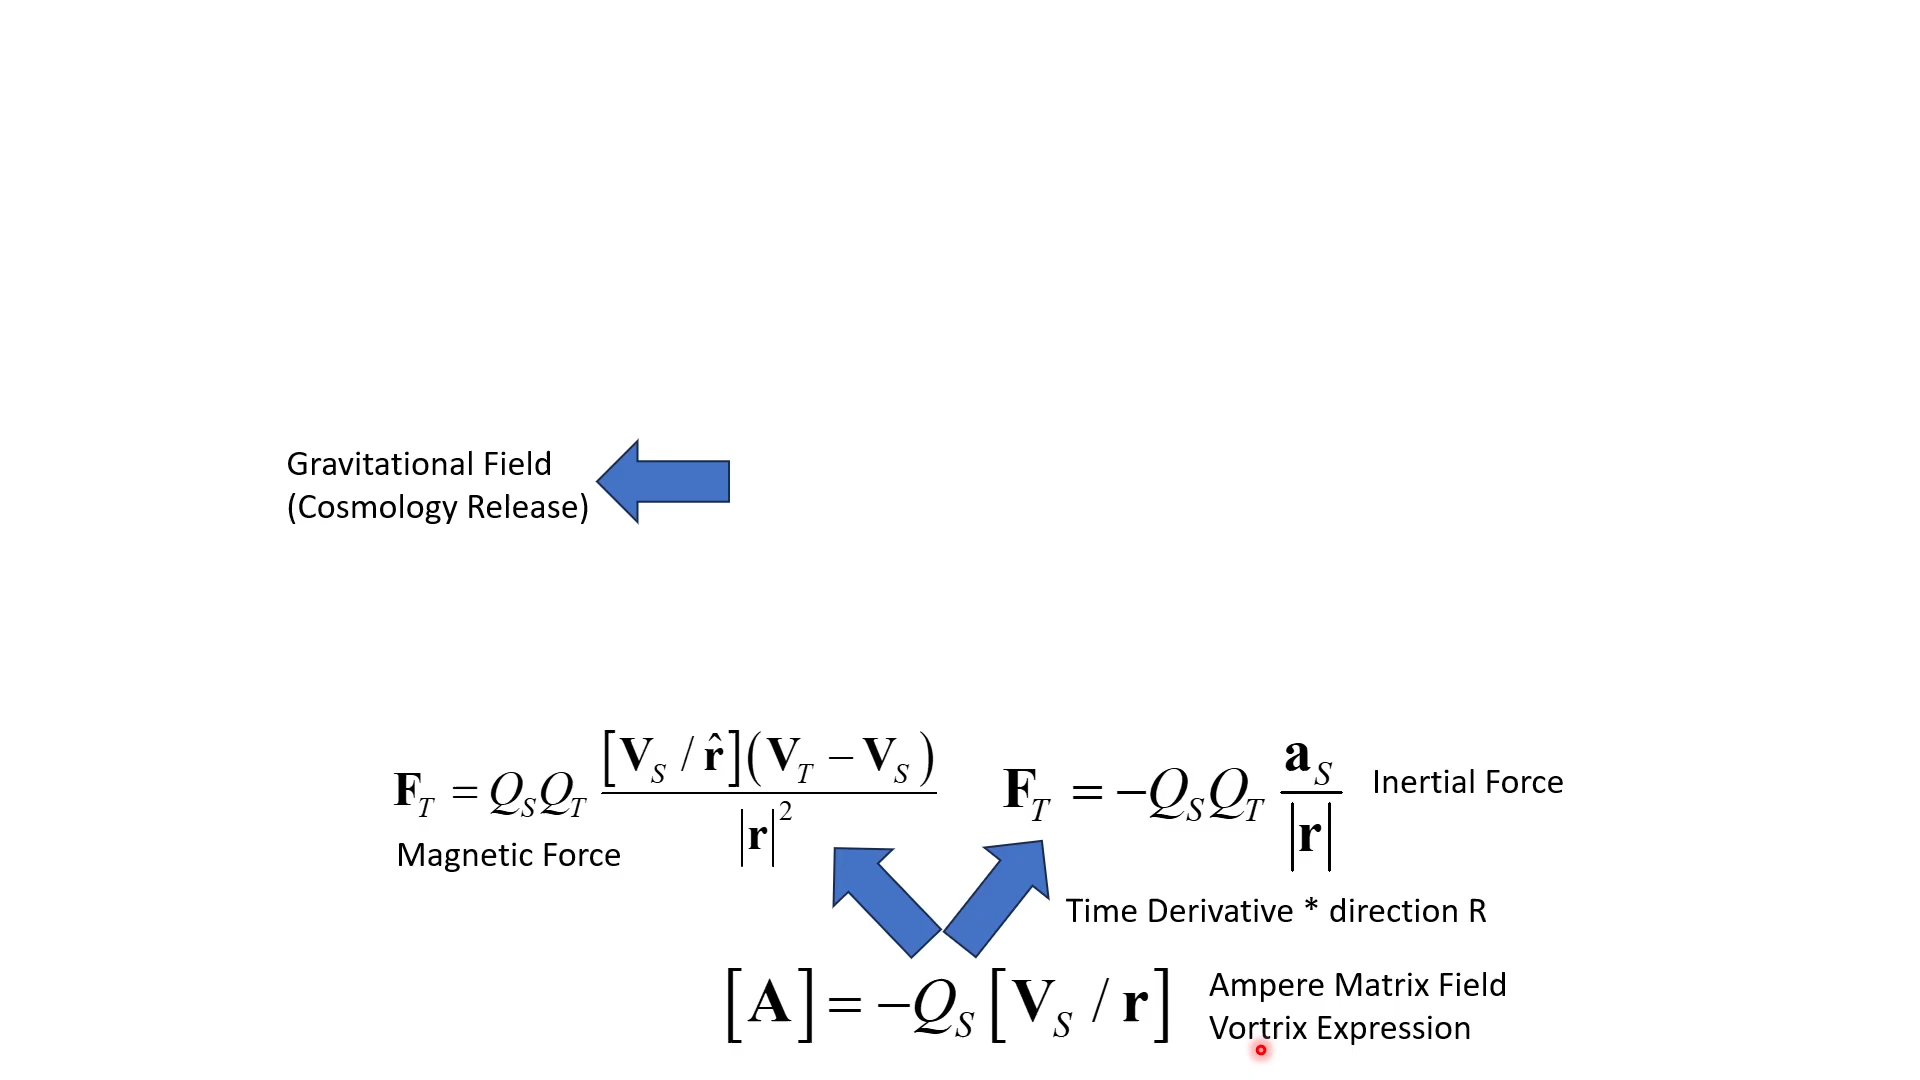 Gravitational Field
(Cosmology Release)
F_T = Q_S Q_T [V_S / r̂](V_T − V_S) / |r|²
Magnetic Force
F_T = −Q_S Q_T a_S / |r|
Inertial Force
Time Derivative * direction R
[A] = −Q_S [V_S / r]
Ampere Matrix Field
Vortrix Expression